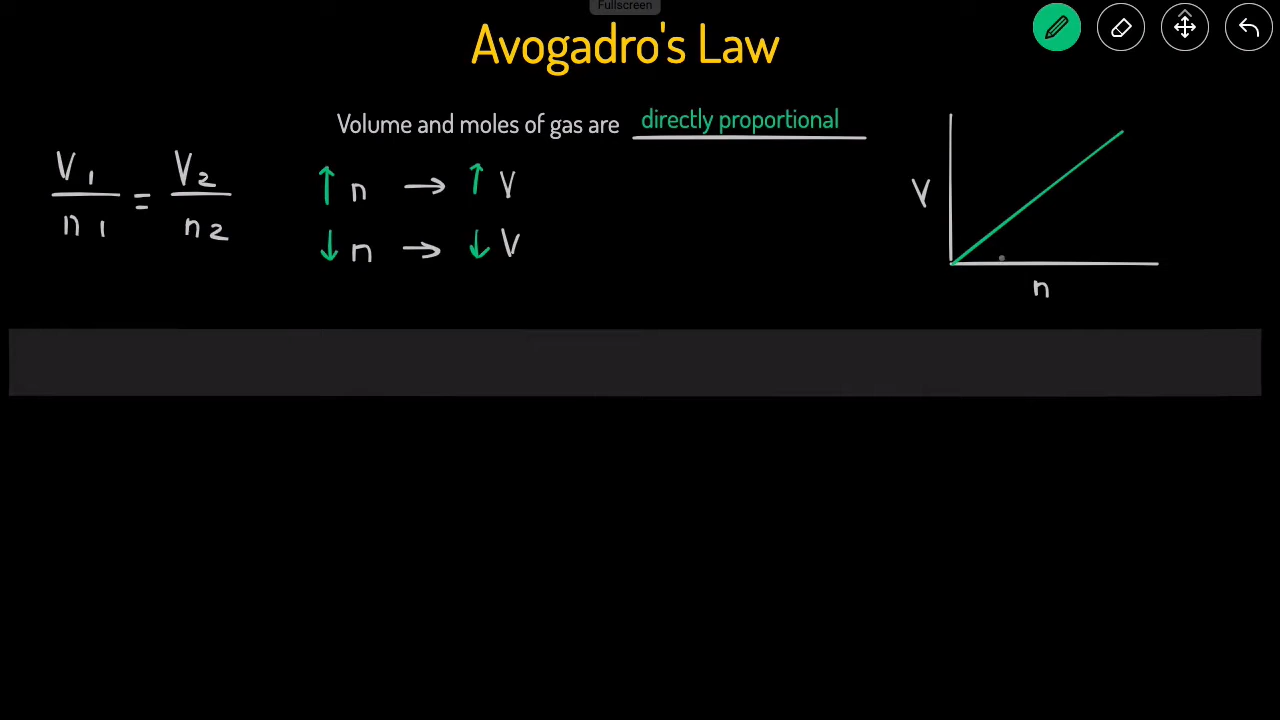 Fullscreen
Avogadro's Law
Volume and moles of gas are directly proportional
V1/n1 = V2/n2
↑ n → ↑ V
↓ n → ↓ V
V
n